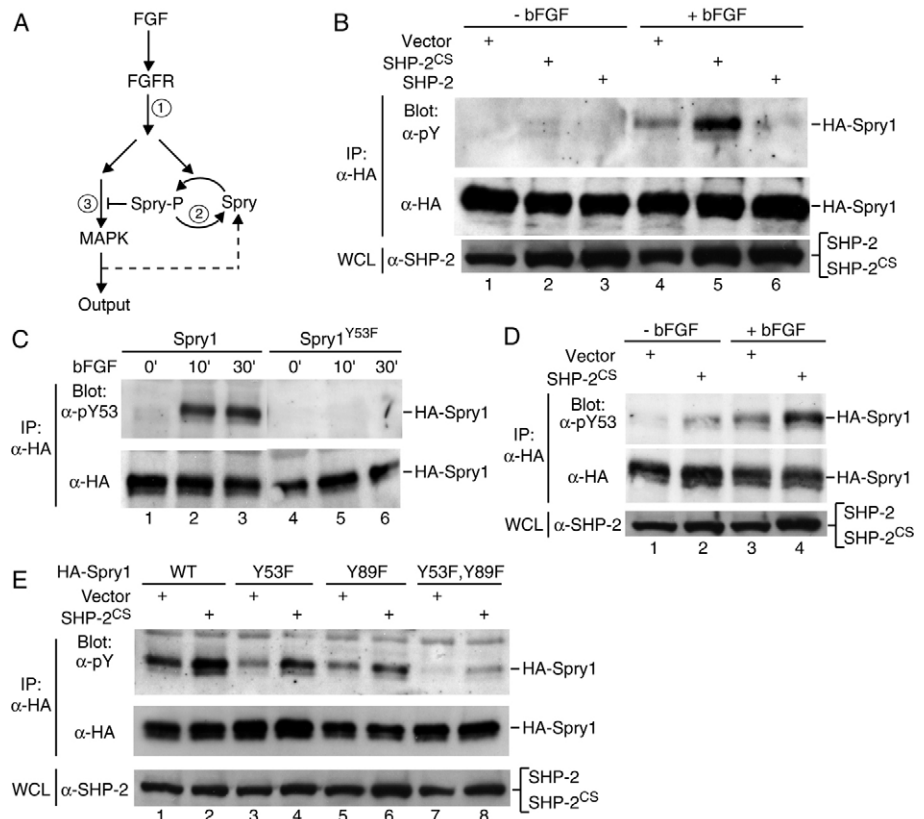 A
FGF
FGFR
①
③ Spry-P ② Spry
MAPK
Output
B
- bFGF + bFGF
Vector + +
SHP-2CS + +
SHP-2 + +
Blot:
α-pY
HA-Spry1
IP:
α-HA
α-HA
HA-Spry1
WCL α-SHP-2
SHP-2
SHP-2CS
1 2 3 4 5 6
C
Spry1 Spry1Y53F
bFGF 0' 10' 30' 0' 10' 30'
Blot:
α-pY53
HA-Spry1
IP:
α-HA
α-HA
HA-Spry1
1 2 3 4 5 6
D
- bFGF + bFGF
Vector + +
SHP-2CS + +
Blot:
α-pY53
HA-Spry1
IP:
α-HA
α-HA
HA-Spry1
WCL α-SHP-2
SHP-2
SHP-2CS
1 2 3 4
E
HA-Spry1 WT Y53F Y89F Y53F,Y89F
Vector + + + +
SHP-2CS + + + +
Blot:
α-pY
HA-Spry1
IP:
α-HA
α-HA
HA-Spry1
WCL α-SHP-2
SHP-2
SHP-2CS
1 2 3 4 5 6 7 8